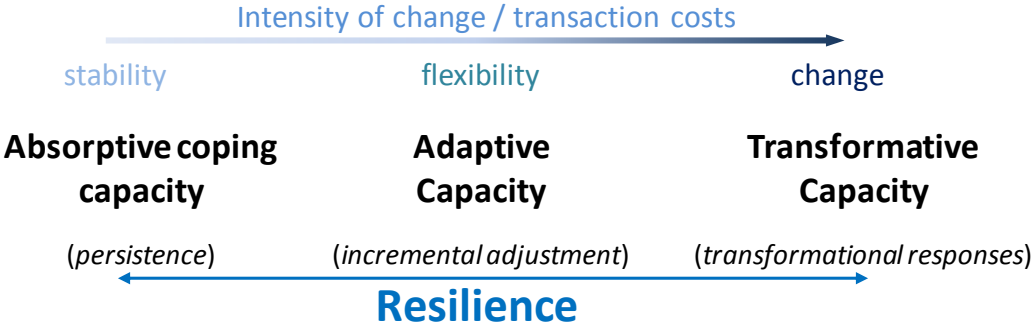 Intensity of change / transaction costs
stability flexibility change
Absorptive coping Adaptive Transformative
capacity Capacity Capacity
(persistence) (incremental adjustment) (transformational responses)
Resilience